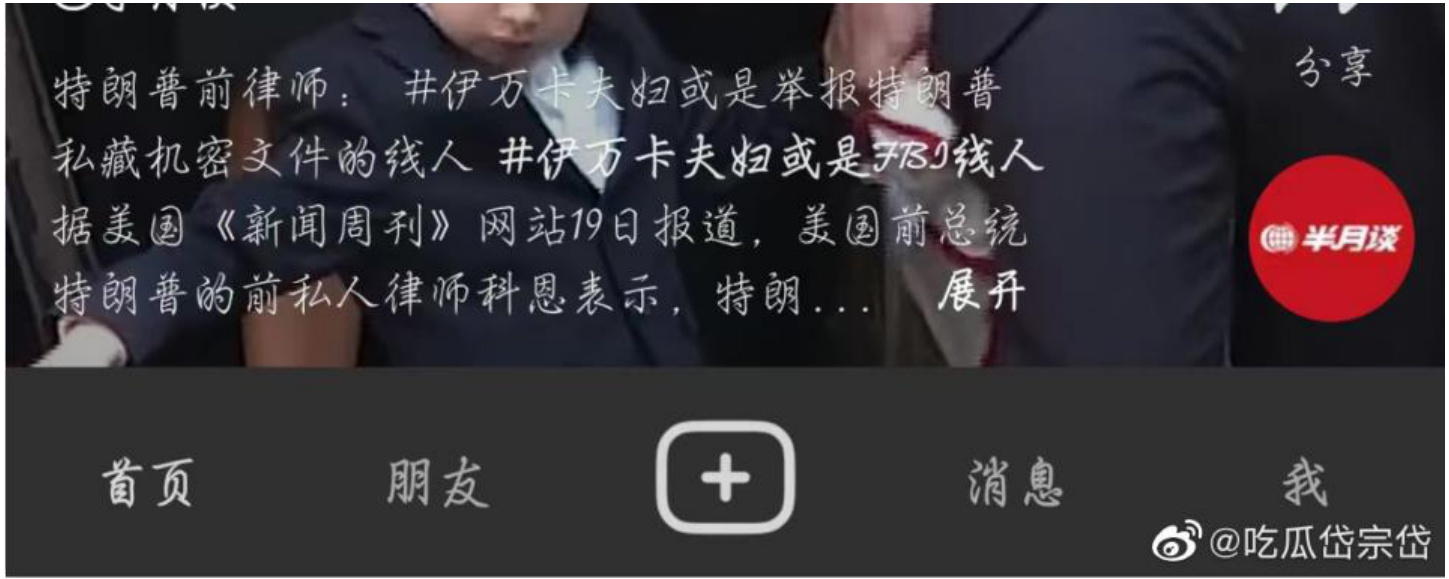 分享
特朗普前律师： #伊万卡夫妇或是举报特朗普
私藏机密文件的线人 #伊万卡夫妇或是FBI线人
据美国《新闻周刊》网站19日报道，美国前总统
特朗普的前私人律师科恩表示，特朗... 展开
半月谈
首页 朋友 消息 我
@吃瓜岱宗岱